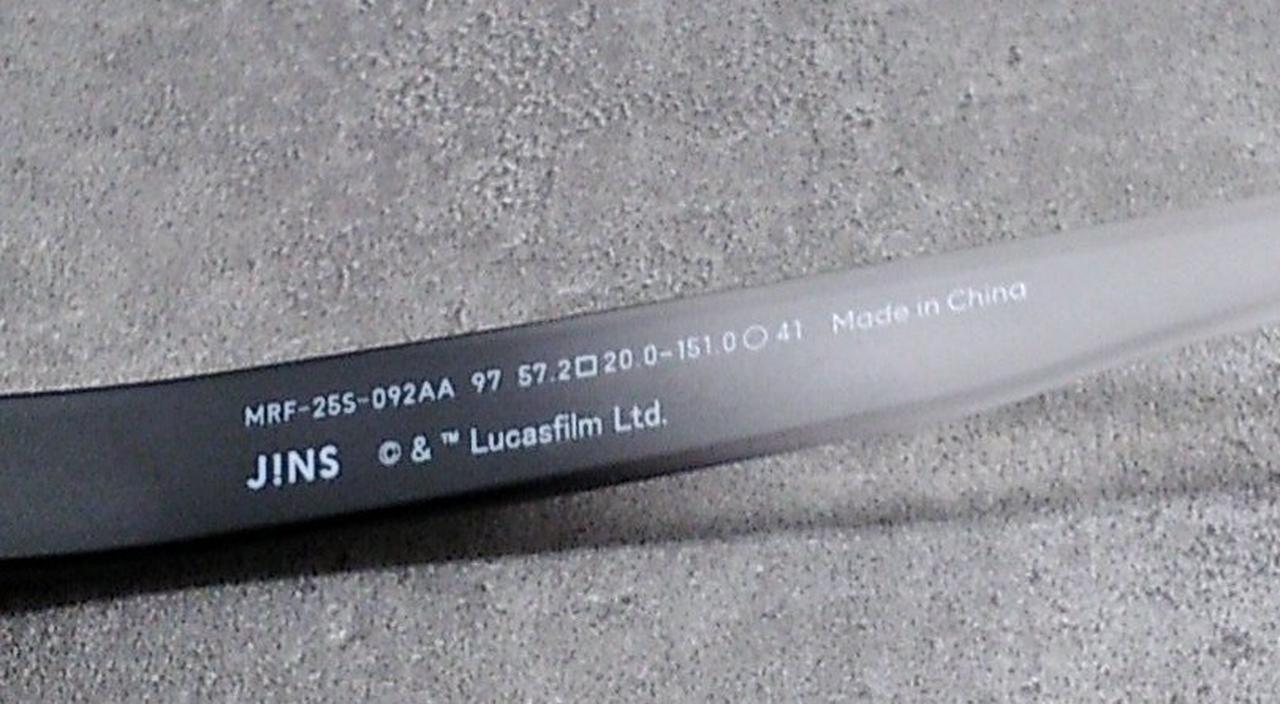 MRF-25S-092AA 97 57.2□20.0-151.0○41 Made in China
J!NS © & ™ Lucasfilm Ltd.